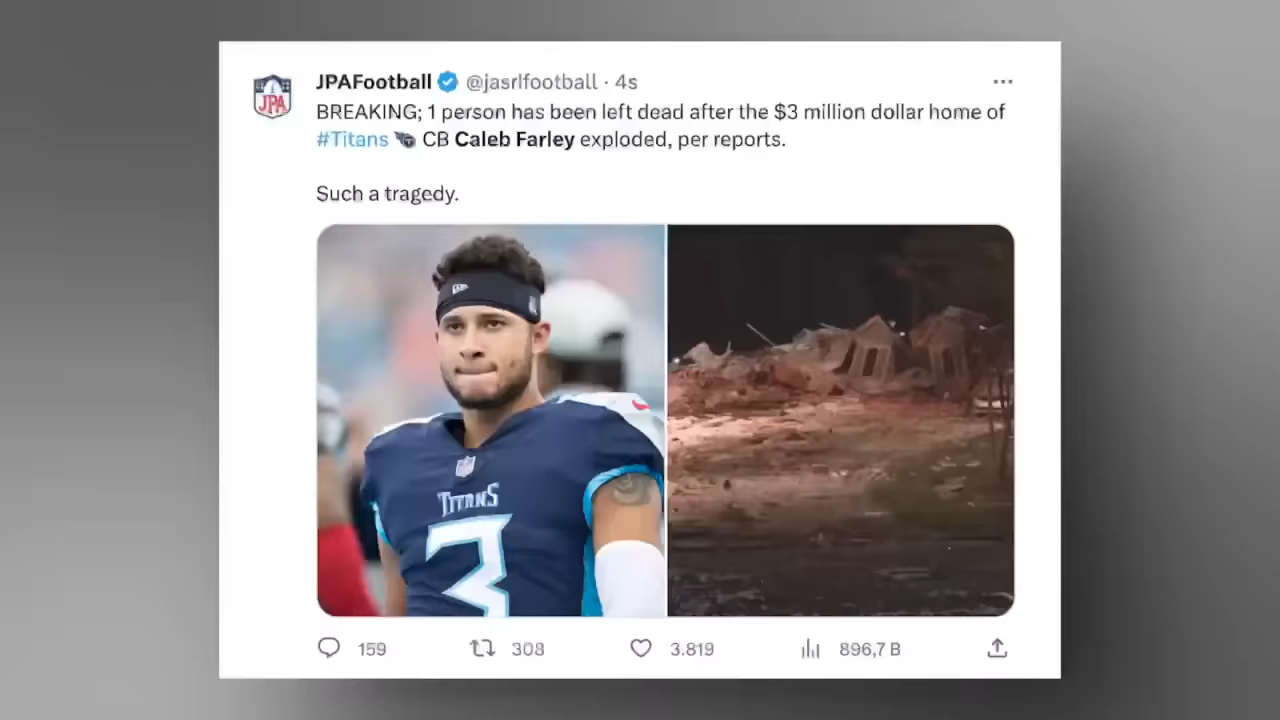 JPAFootball @jasrlfootball · 4s
BREAKING; 1 person has been left dead after the $3 million dollar home of
#Titans CB Caleb Farley exploded, per reports.
Such a tragedy.
JPA
TITANS
3
159 308 3.819 896,7 B